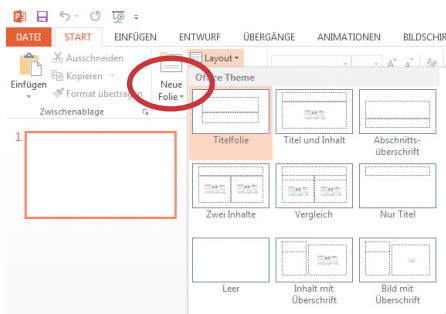 DATEI START EINFÜGEN ENTWURF ÜBERGÄNGE ANIMATIONEN BILDSCHIR
Ausschneiden
Kopieren
Format übertragen
Einfügen
Zwischenablage
Neue
Folie
Layout
Office Theme
1
Titelfolie
Titel und Inhalt
Abschnitts-
überschrift
Zwei Inhalte
Vergleich
Nur Titel
Leer
Inhalt mit
Überschrift
Bild mit
Überschrift